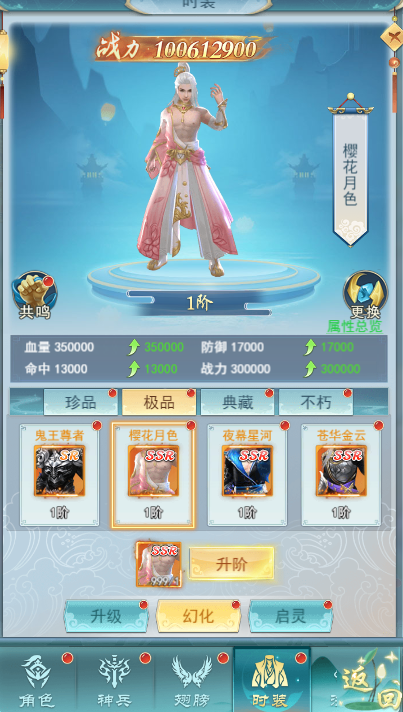 时装
战力 100612900
樱花月色
共鸣
1阶
更换
属性总览
血量 350000 350000 防御 17000 17000
命中 13000 13000 战力 300000 300000
珍品 极品 典藏 不朽
鬼王尊者 樱花月色 夜幕星河 苍华金云
SR SSR SSR SSR
1阶 1阶 1阶 1阶
SSR
升阶
升级 幻化 启灵
角色 神兵 翅膀 时装 返回